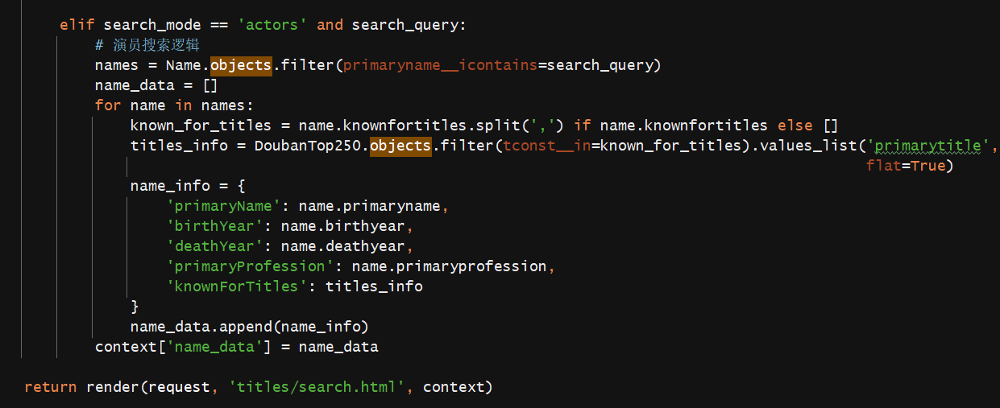 elif search_mode == 'actors' and search_query:
# 演员搜索逻辑
names = Name.objects.filter(primaryname__icontains=search_query)
name_data = []
for name in names:
known_for_titles = name.knownfortitles.split(',') if name.knownfortitles else []
titles_info = DoubanTop250.objects.filter(tconst__in=known_for_titles).values_list('primarytitle',
flat=True)
name_info = {
'primaryName': name.primaryname,
'birthYear': name.birthyear,
'deathYear': name.deathyear,
'primaryProfession': name.primaryprofession,
'knownForTitles': titles_info
}
name_data.append(name_info)
context['name_data'] = name_data
return render(request, 'titles/search.html', context)